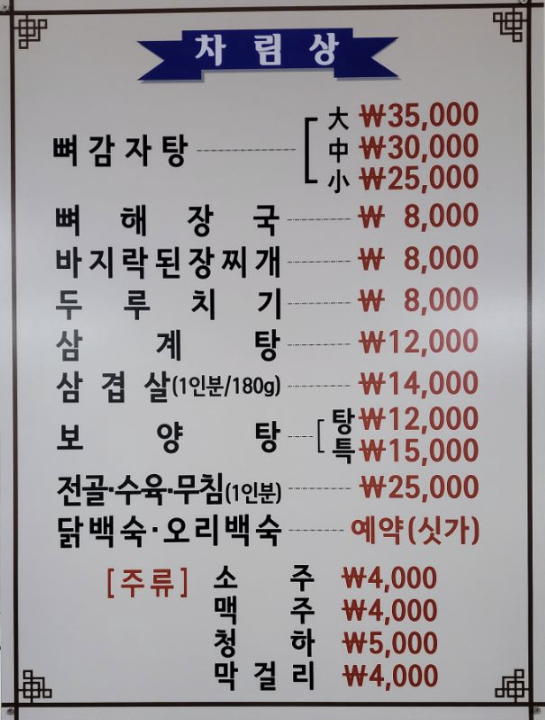 차림상
뼈감자탕 大 ₩35,000
中 ₩30,000
小 ₩25,000
뼈해장국 ₩ 8,000
바지락된장찌개 ₩ 8,000
두루치기 ₩ 8,000
삼계탕 ₩12,000
삼겹살(1인분/180g) ₩14,000
보양탕 탕 ₩12,000
특 ₩15,000
전골·수육·무침(1인분) ₩25,000
닭백숙·오리백숙 예약(싯가)
[주류] 소주 ₩4,000
맥주 ₩4,000
청하 ₩5,000
막걸리 ₩4,000